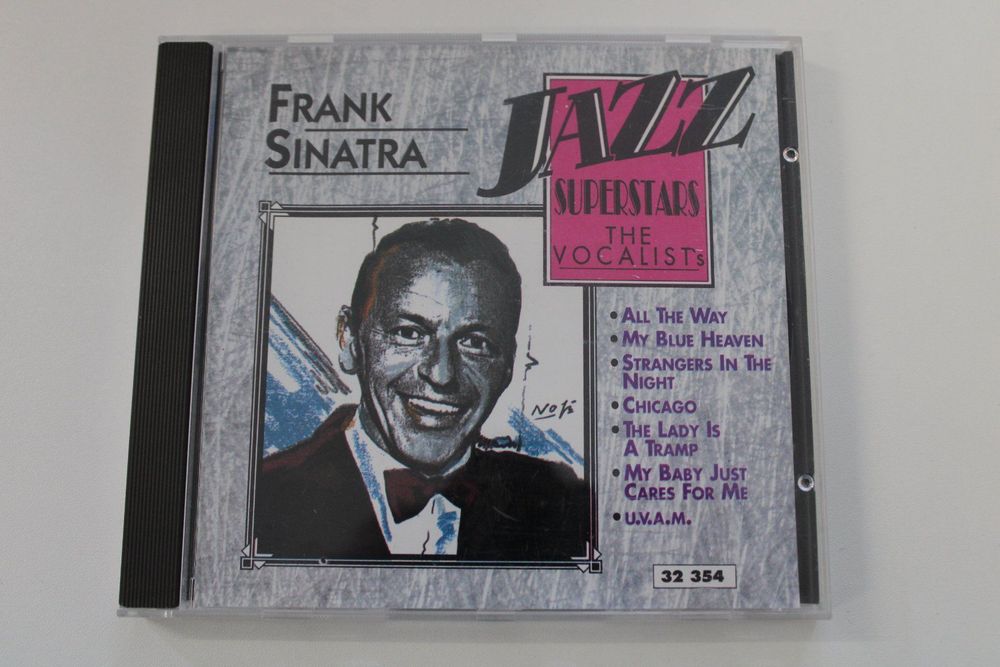 FRANK
SINATRA
JAZZ
SUPERSTARS
THE
VOCALISTs
• ALL THE WAY
• MY BLUE HEAVEN
• STRANGERS IN THE
NIGHT
• CHICAGO
• THE LADY IS
A TRAMP
• MY BABY JUST
CARES FOR ME
• U.V.A.M.
32 354